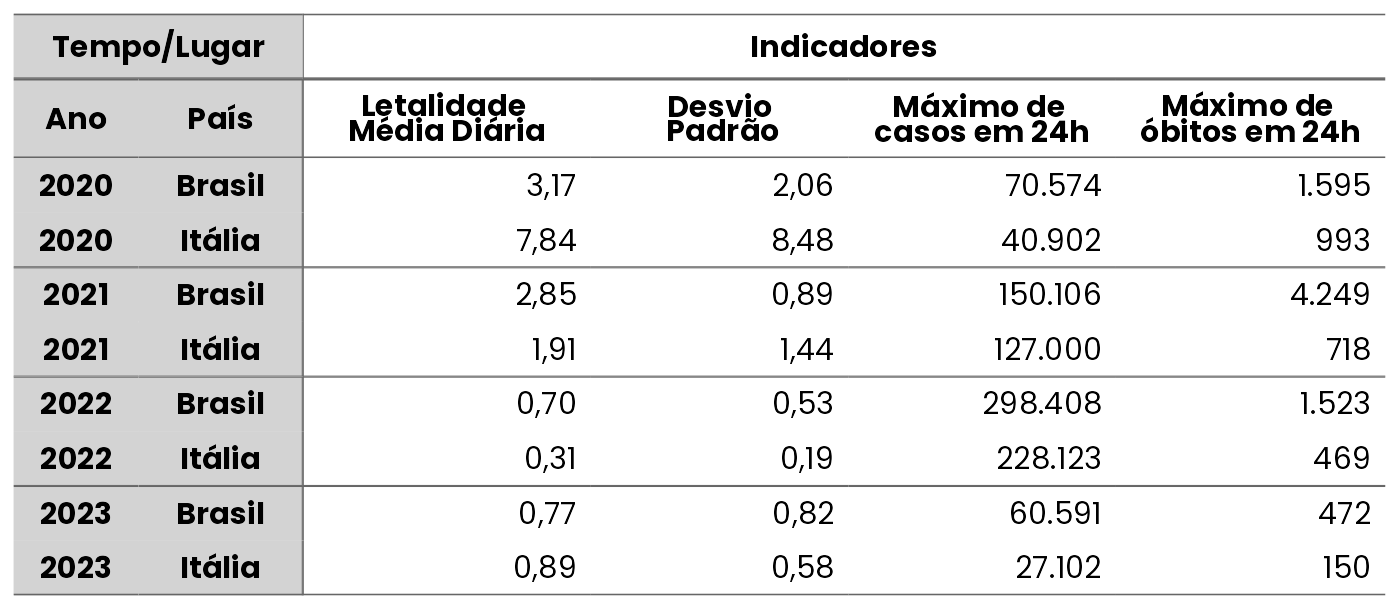 Tempo/Lugar Indicadores
Ano País Letalidade Média Diária Desvio Padrão Máximo de casos em 24h Máximo de óbitos em 24h
2020 Brasil 3,17 2,06 70.574 1.595
2020 Itália 7,84 8,48 40.902 993
2021 Brasil 2,85 0,89 150.106 4.249
2021 Itália 1,91 1,44 127.000 718
2022 Brasil 0,70 0,53 298.408 1.523
2022 Itália 0,31 0,19 228.123 469
2023 Brasil 0,77 0,82 60.591 472
2023 Itália 0,89 0,58 27.102 150